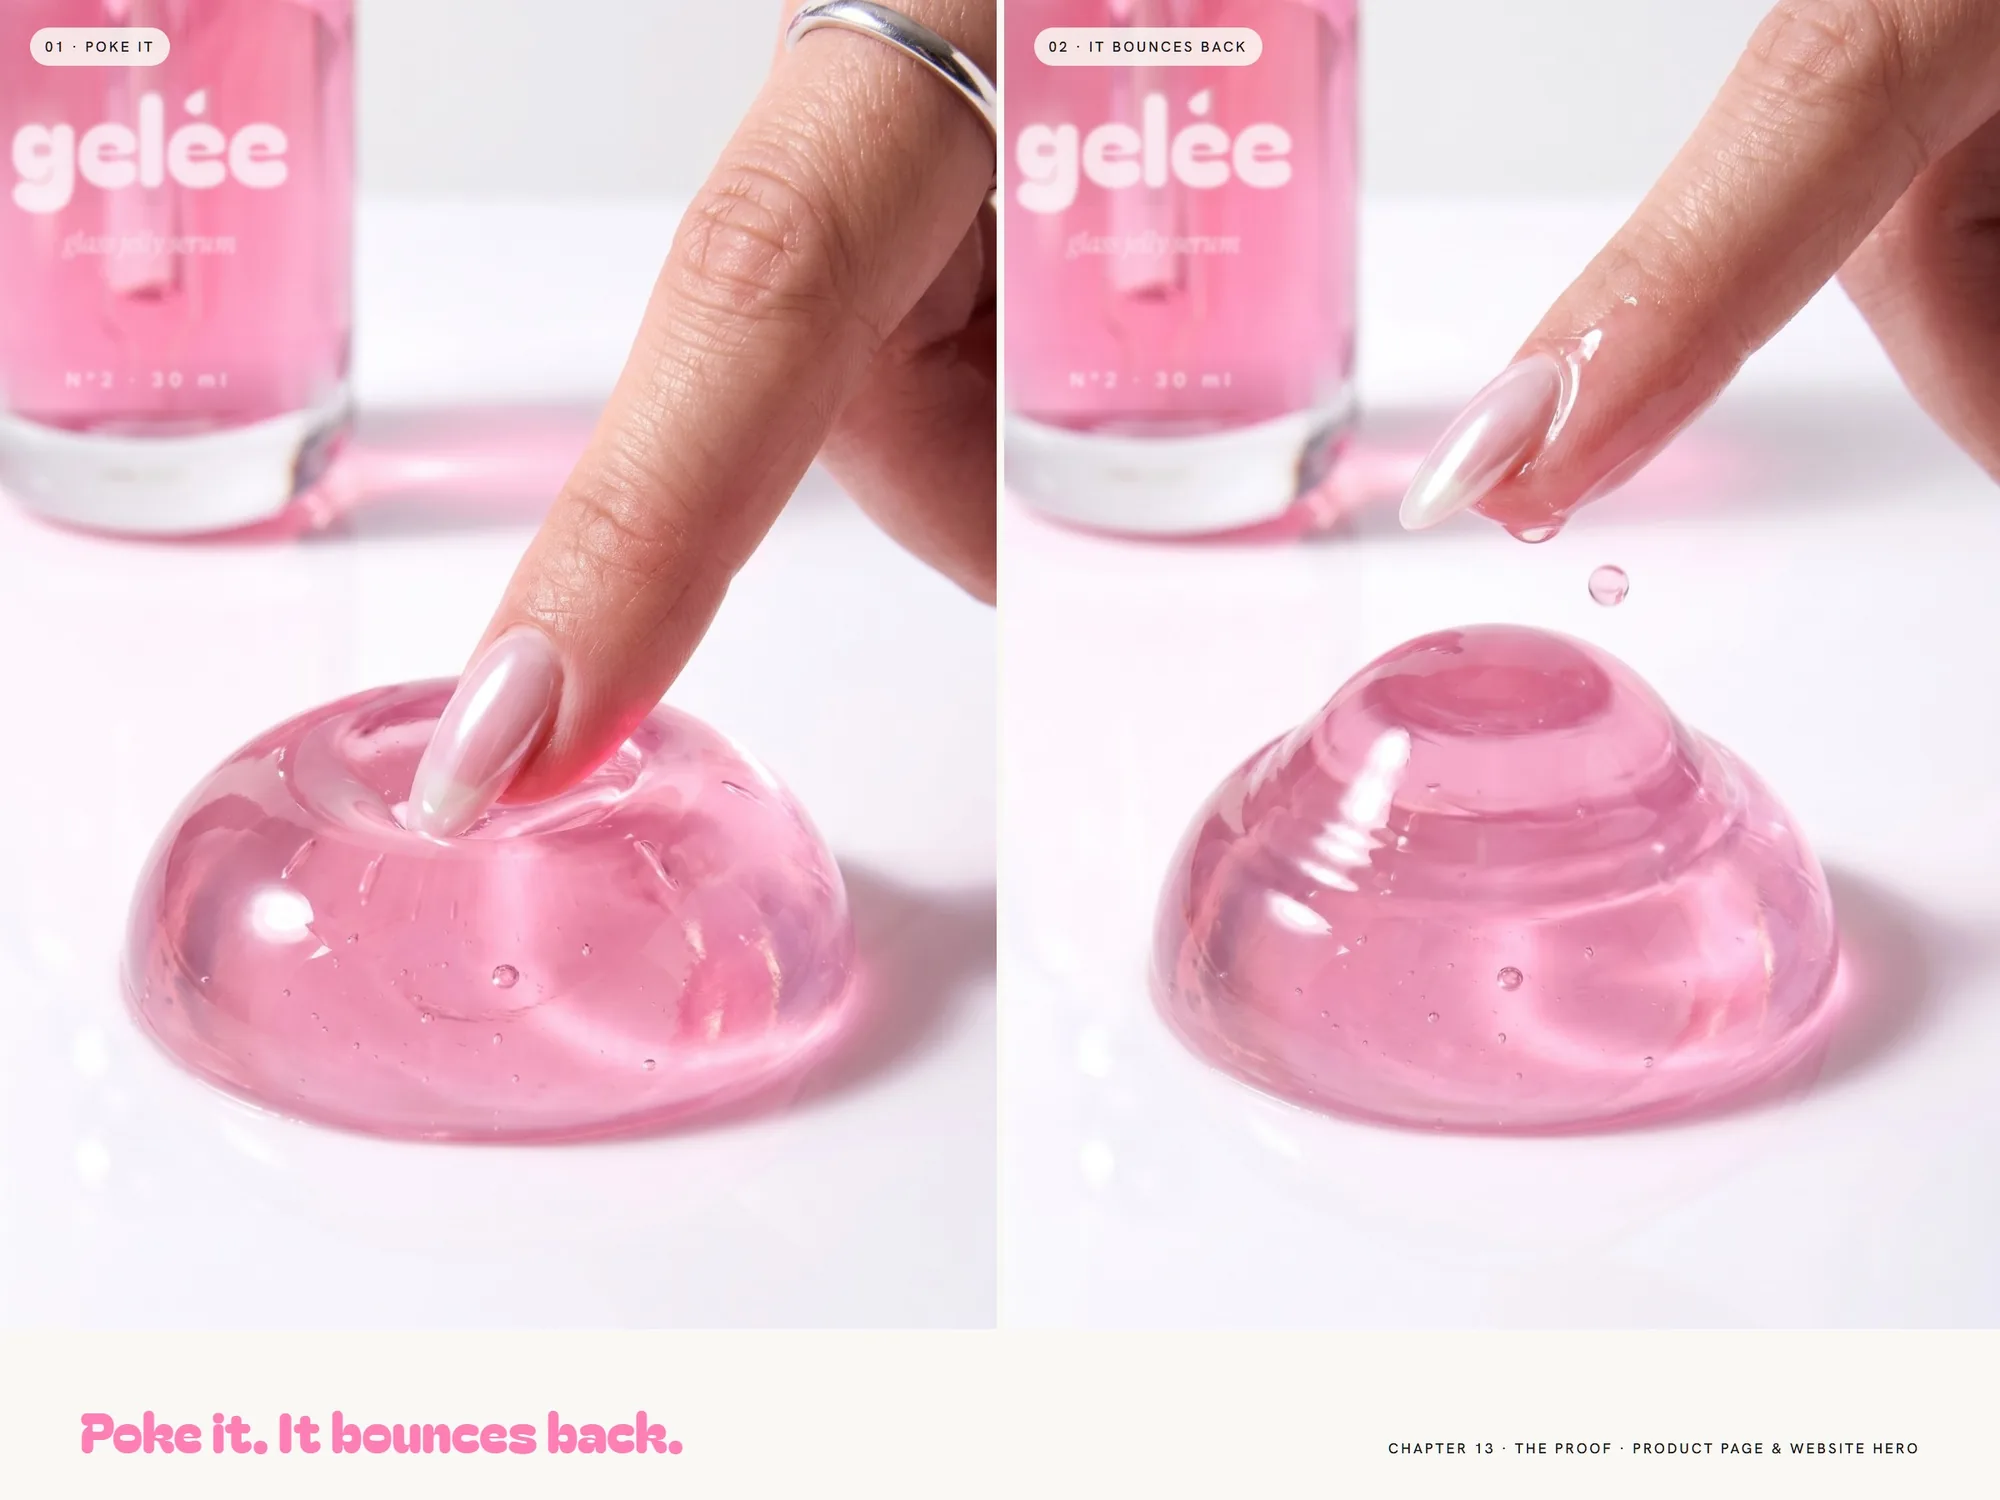 01 · POKE IT
gelée
glass jelly serum
N°2 · 30 ml
02 · IT BOUNCES BACK
gelée
glass jelly serum
N°2 · 30 ml
Poke it. It bounces back.
CHAPTER 13 · THE PROOF · PRODUCT PAGE & WEBSITE HERO